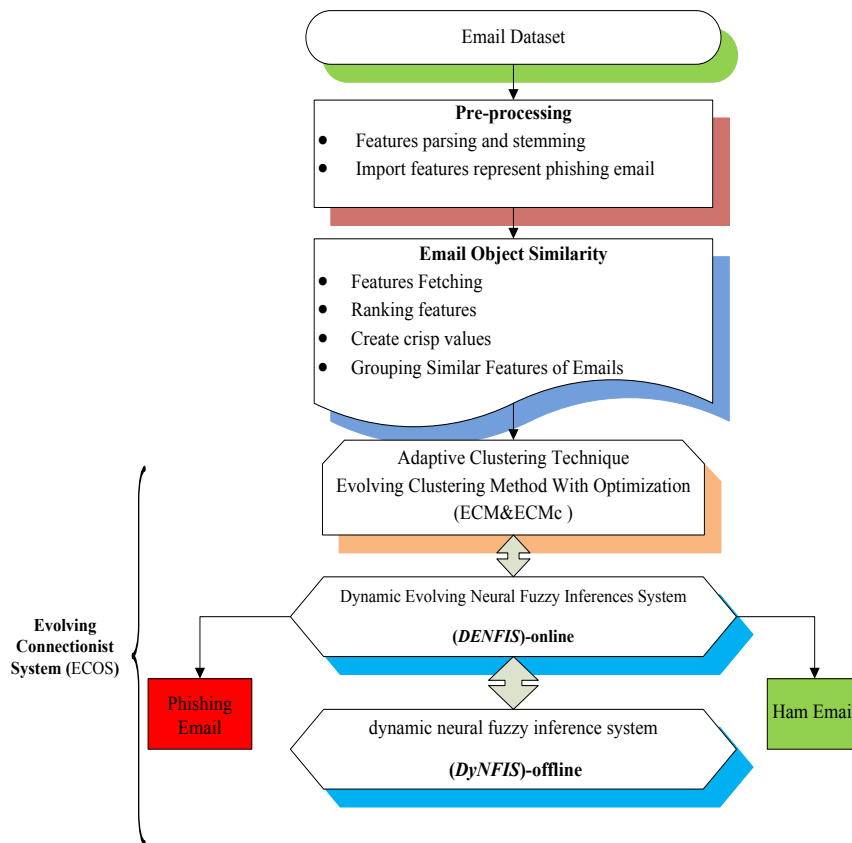 Email Dataset
Pre-processing
● Features parsing and stemming
● Import features represent phishing email
Email Object Similarity
● Features Fetching
● Ranking features
● Create crisp values
● Grouping Similar Features of Emails
Adaptive Clustering Technique
Evolving Clustering Method With Optimization
(ECM&ECMc )
Dynamic Evolving Neural Fuzzy Inferences System
(DENFIS)-online
Evolving
Connectionist
System (ECOS)
Phishing
Email
Ham Email
dynamic neural fuzzy inference system
(DyNFIS)-offline